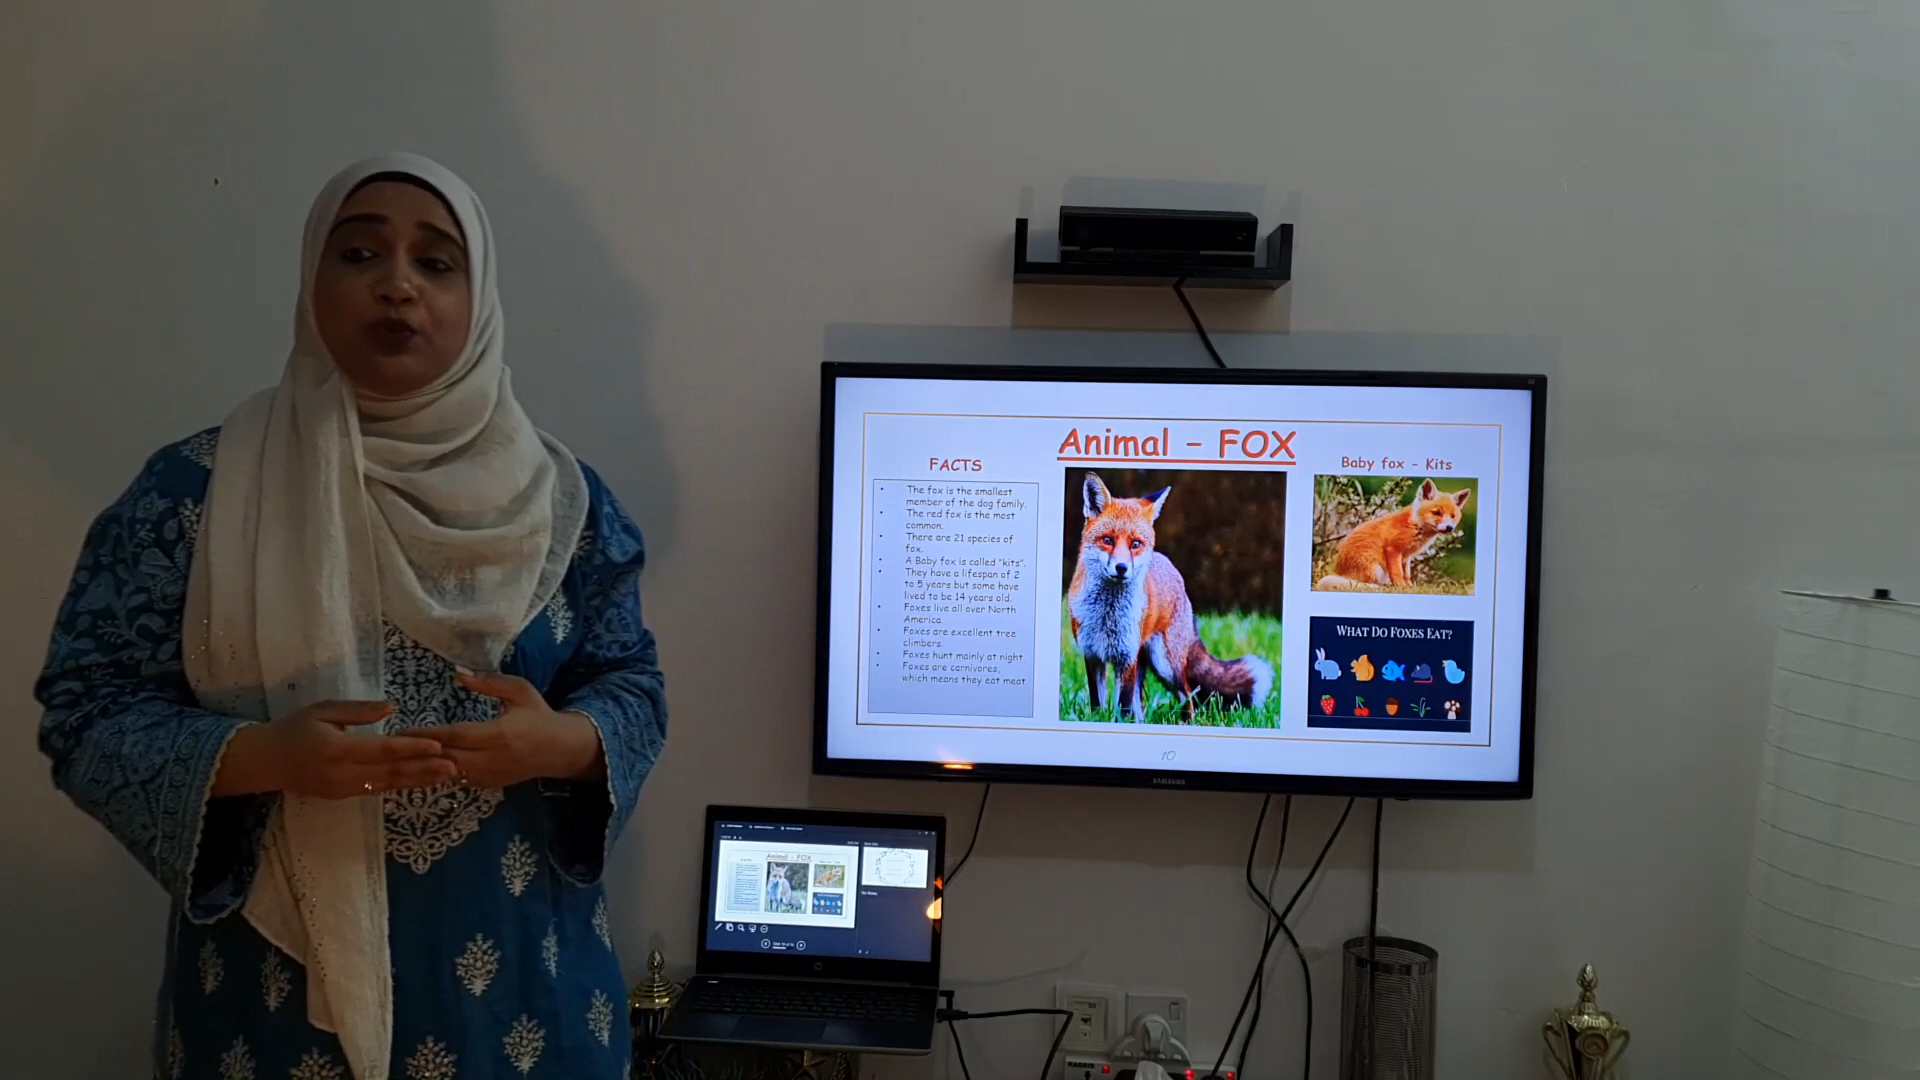 Animal – FOX
FACTS
• The fox is the smallest
member of the dog family.
• The red fox is the most
common.
• There are 21 species of
fox.
• A Baby fox is called "kits".
• They have a lifespan of 2
to 5 years but some have
lived to be 14 years old.
• Foxes live all over North
America.
• Foxes are excellent tree
climbers.
• Foxes hunt mainly at night.
• Foxes are carnivores,
which means they eat meat
Baby fox – Kits
WHAT DO FOXES EAT?
10
SAMSUNG
Animal – FOX